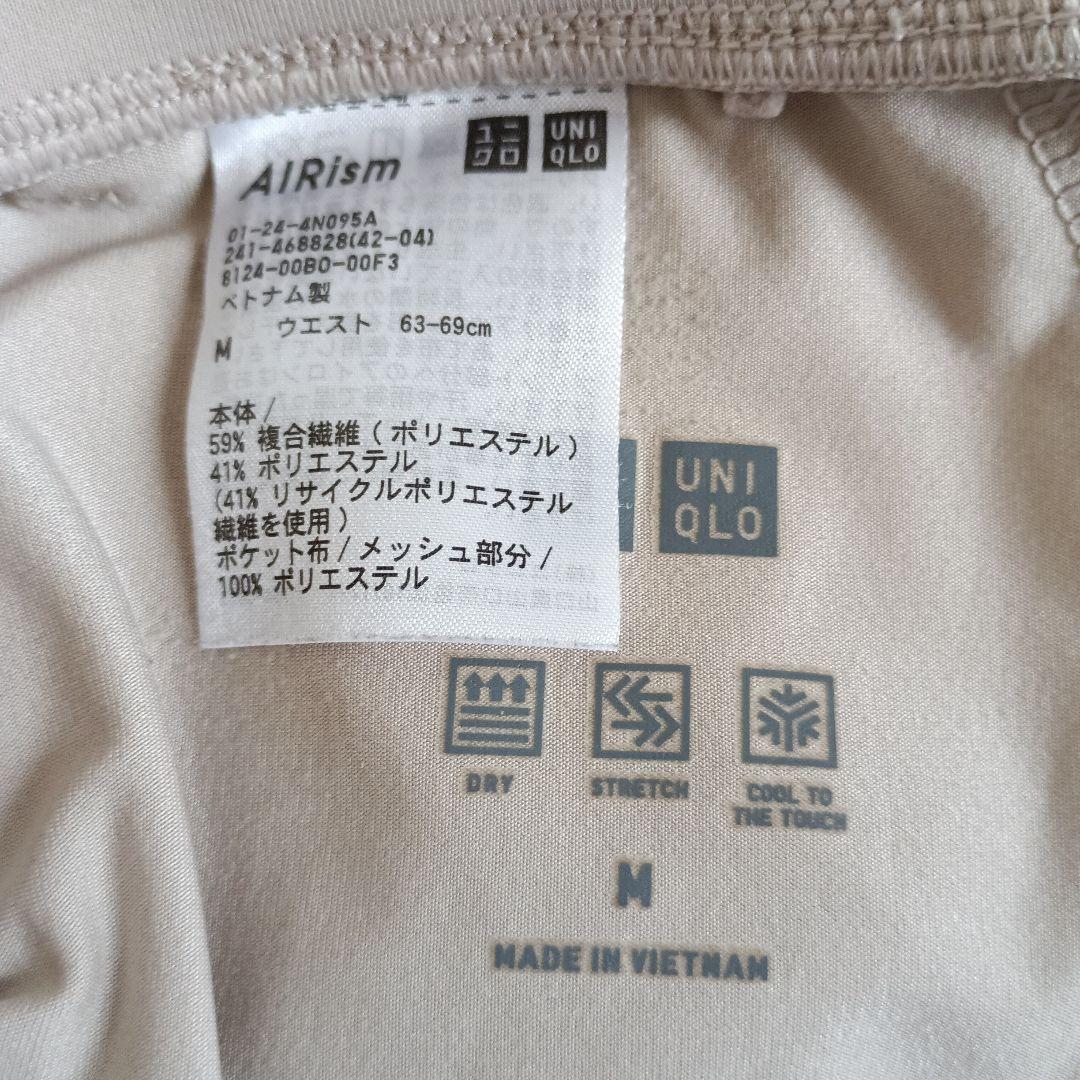 AIRism
ユニクロ
UNIQLO
01-24-4N095A
241-468828(42-04)
8124-00BO-00F3
ベトナム製
ウエスト 63-69cm
M
本体/
59% 複合繊維(ポリエステル)
41% ポリエステル
(41% リサイクルポリエステル
繊維を使用)
ポケット布/メッシュ部分/
100% ポリエステル
UNI
QLO
DRY
STRETCH
COOL TO
THE TOUCH
M
MADE IN VIETNAM